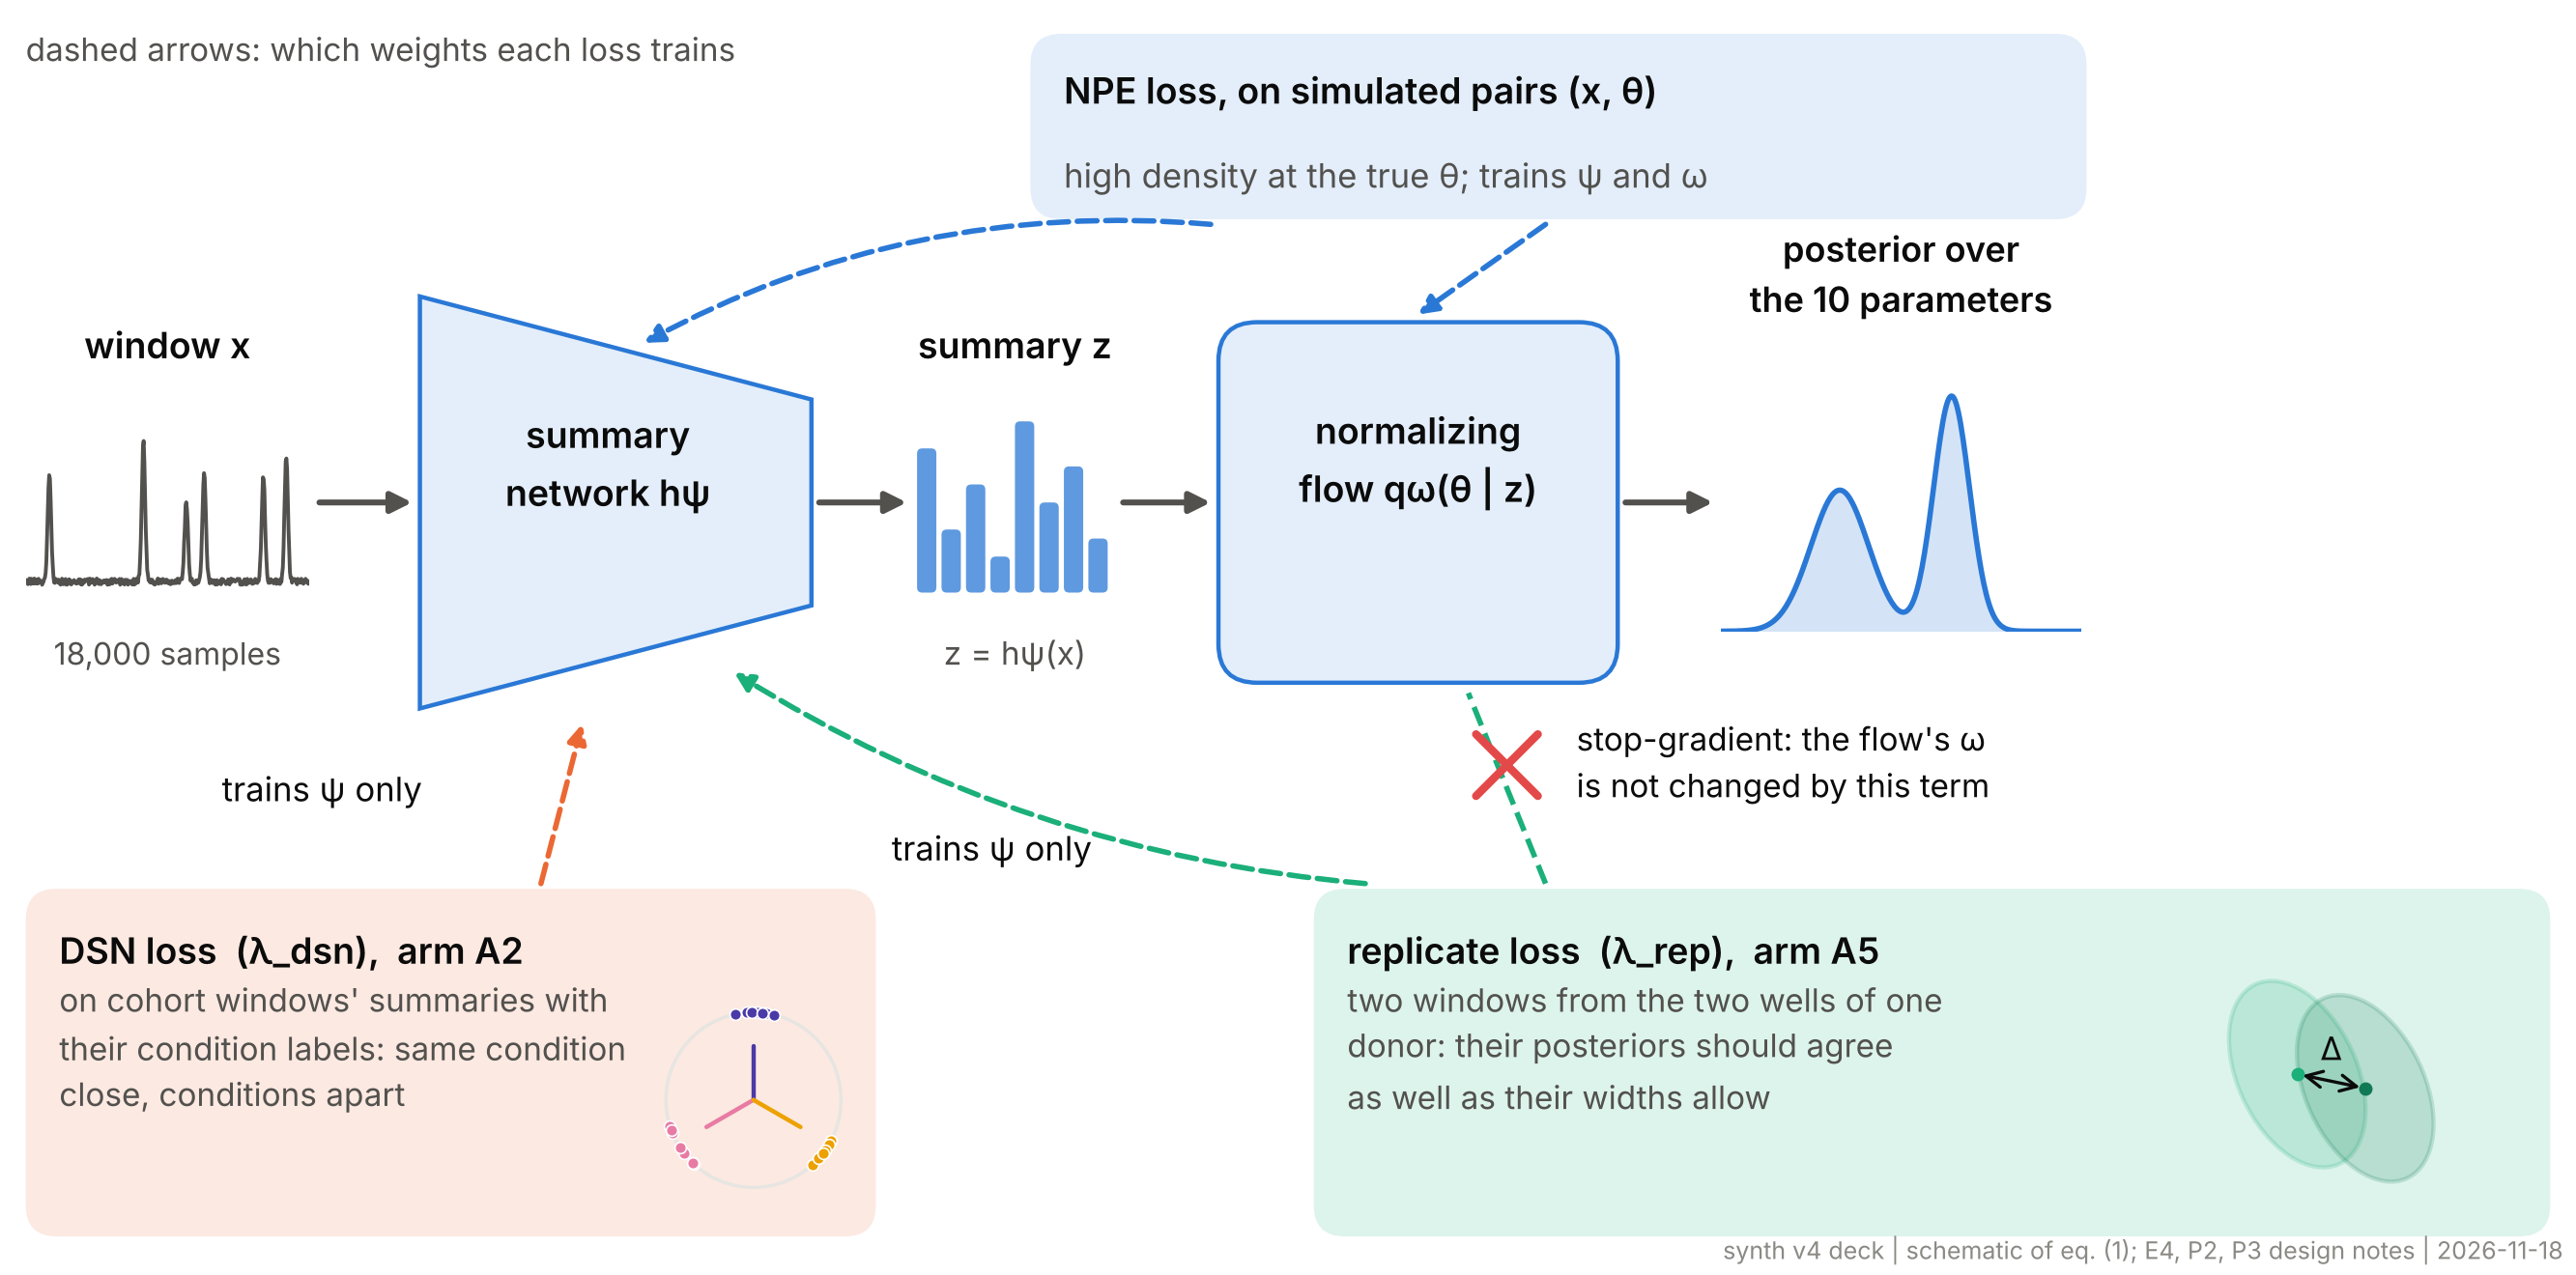 dashed arrows: which weights each loss trains
NPE loss, on simulated pairs (x, θ)
high density at the true θ; trains ψ and ω
posterior over
the 10 parameters
window x
summary
network hψ
summary z
normalizing
flow qω(θ | z)
18,000 samples
z = hψ(x)
stop-gradient: the flow's ω
is not changed by this term
trains ψ only
trains ψ only
DSN loss (λ_dsn), arm A2
on cohort windows' summaries with
their condition labels: same condition
close, conditions apart
replicate loss (λ_rep), arm A5
two windows from the two wells of one
donor: their posteriors should agree
as well as their widths allow
Δ
synth v4 deck | schematic of eq. (1); E4, P2, P3 design notes | 2026-11-18